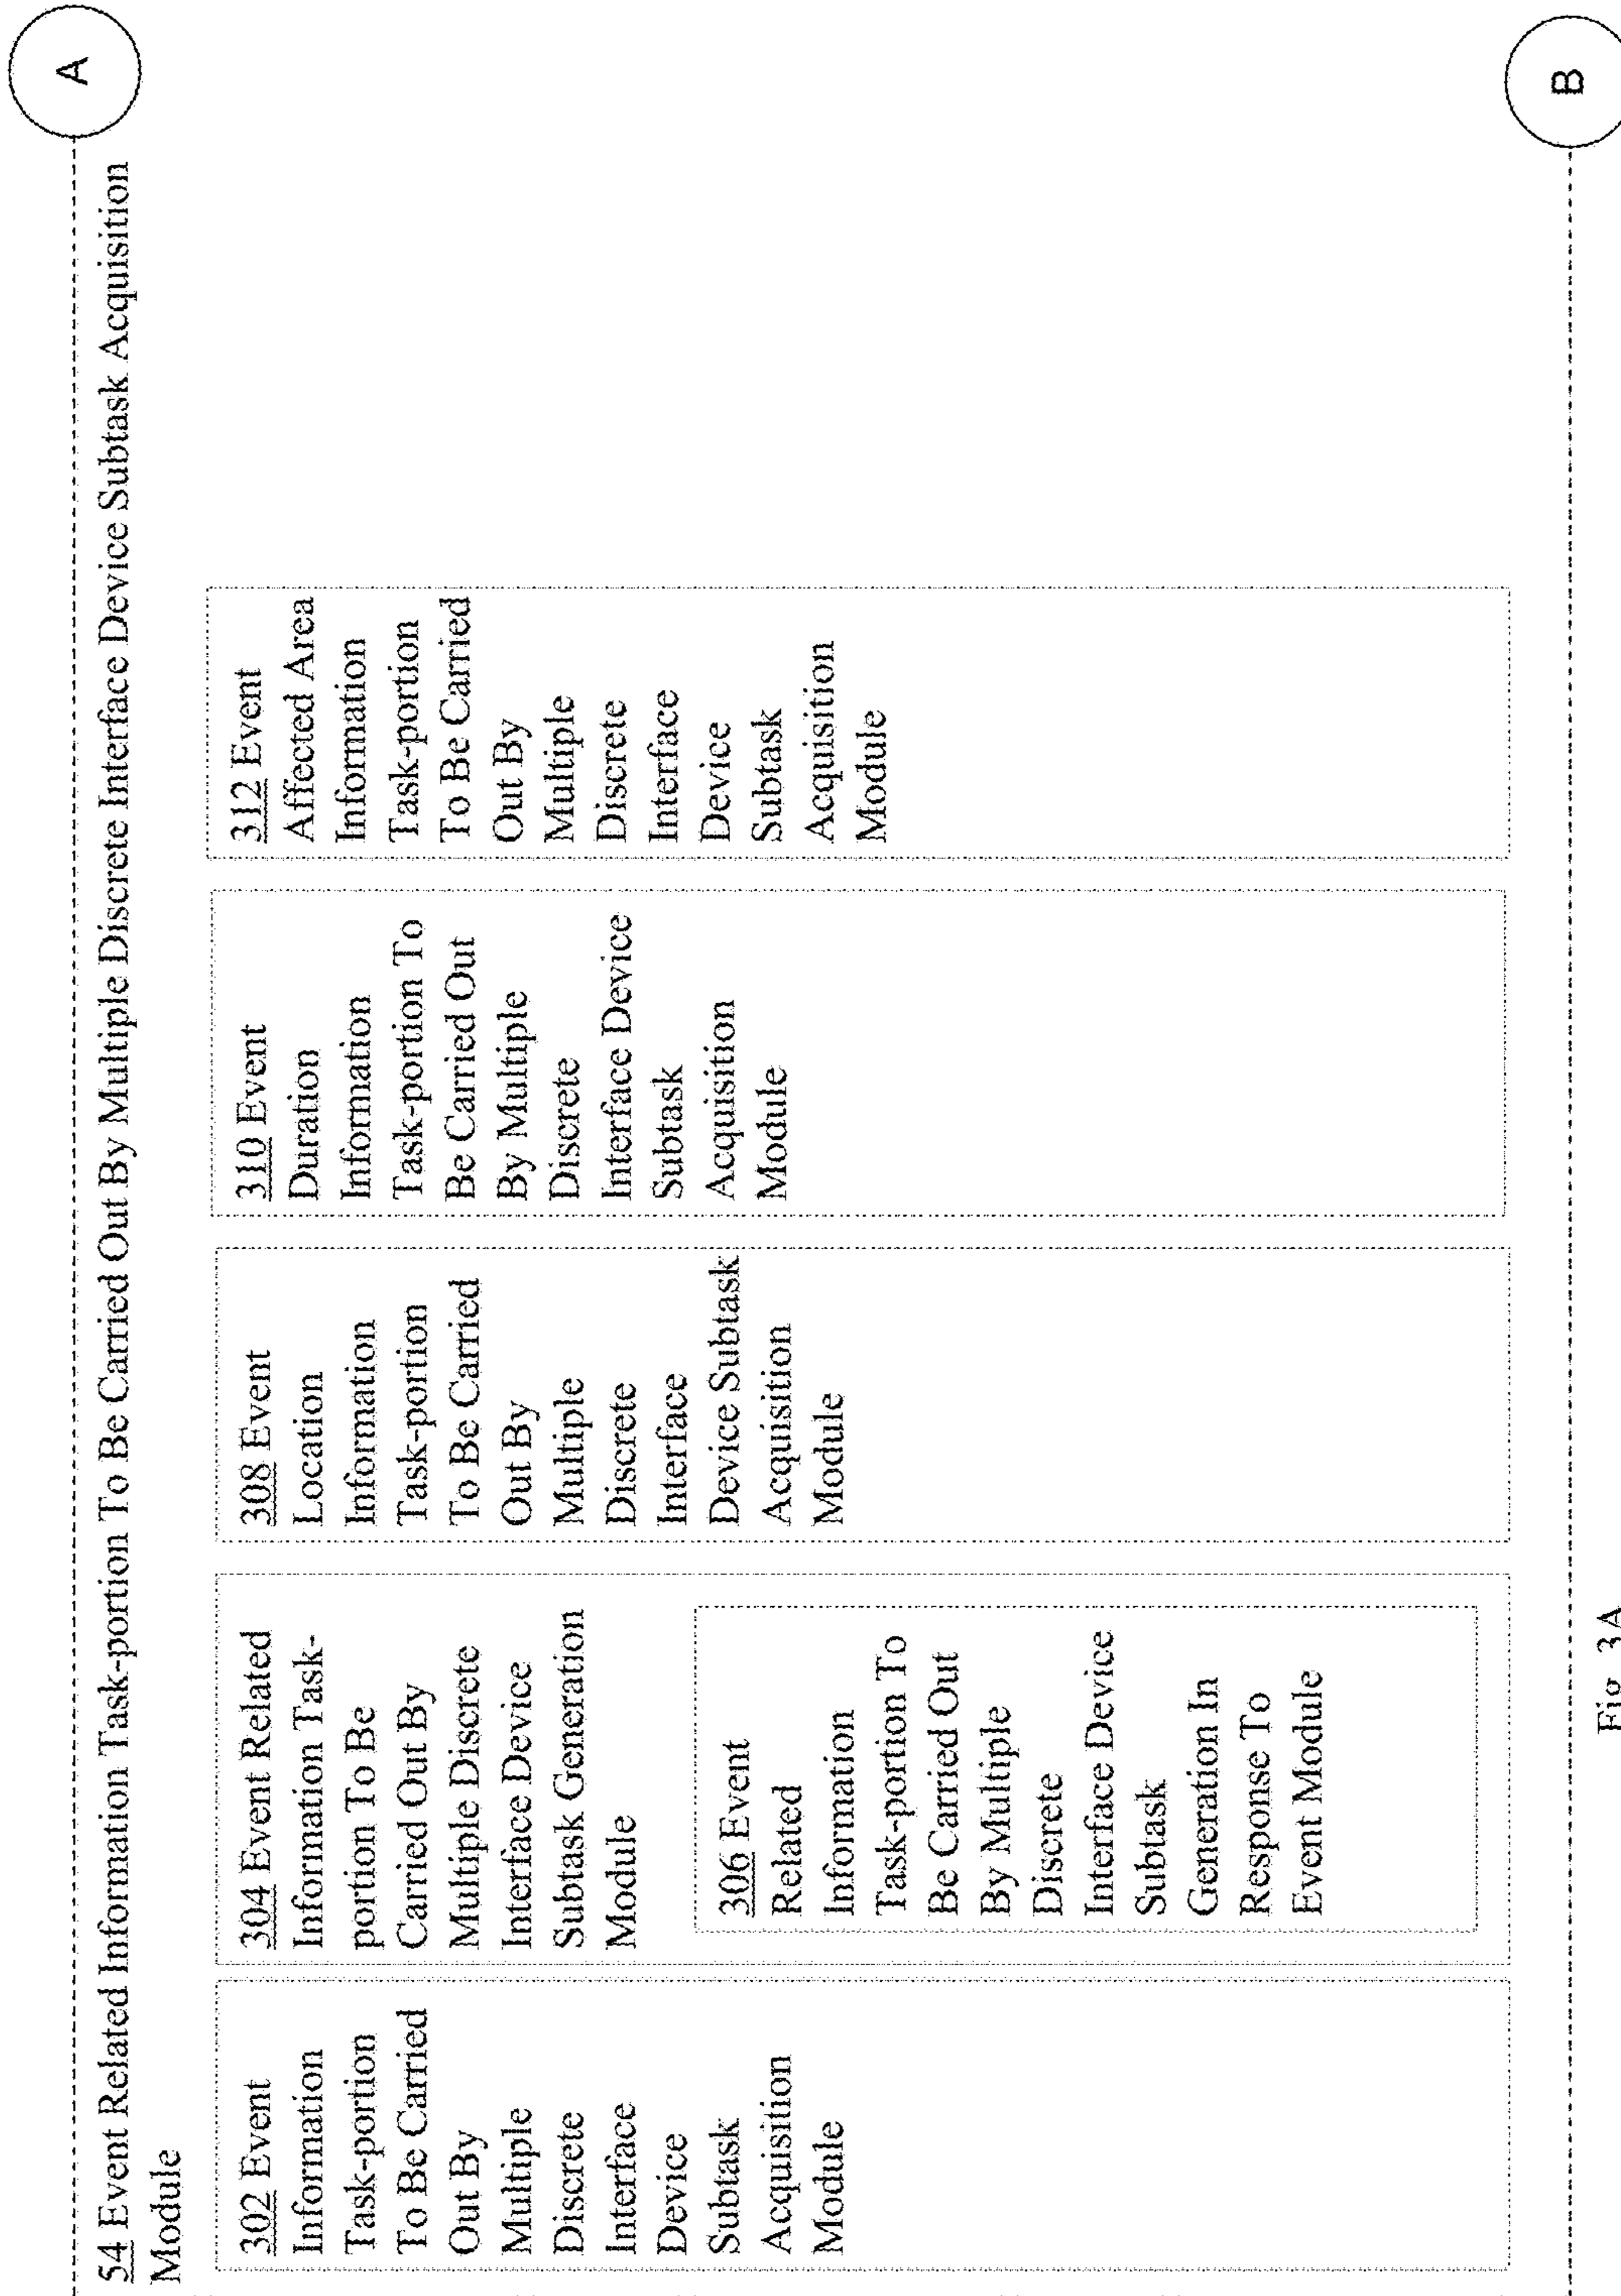 A
54 Event Related Information Task-portion To Be Carried Out By Multiple Discrete Interface Device Subtask Acquisition
Module
302 Event
Information
Task-portion
To Be Carried
Out By
Multiple
Discrete
Interface
Device
Subtask
Acquisition
Module
304 Event Related
Information Task-
portion To Be
Carried Out By
Multiple Discrete
Interface Device
Subtask Generation
Module
306 Event
Related
Information
Task-portion To
Be Carried Out
By Multiple
Discrete
Interface Device
Subtask
Generation In
Response To
Event Module
308 Event
Location
Information
Task-portion
To Be Carried
Out By
Multiple
Discrete
Interface
Device Subtask
Acquisition
Module
310 Event
Duration
Information
Task-portion To
Be Carried Out
By Multiple
Discrete
Interface Device
Subtask
Acquisition
Module
312 Event
Affected Area
Information
Task-portion
To Be Carried
Out By
Multiple
Discrete
Interface
Device
Subtask
Acquisition
Module
B
Fig. 3A